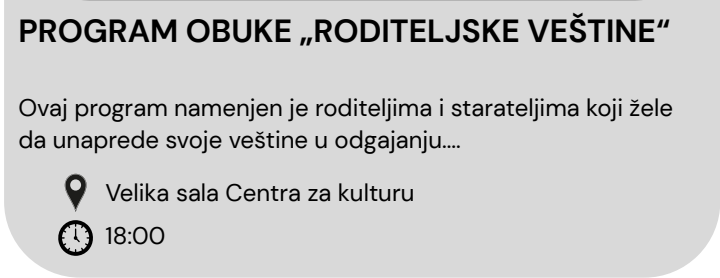 PROGRAM OBUKE „RODITELJSKE VEŠTINE“
Ovaj program namenjen je roditeljima i starateljima koji žele
da unaprede svoje veštine u odgajanju....
Velika sala Centra za kulturu
18:00